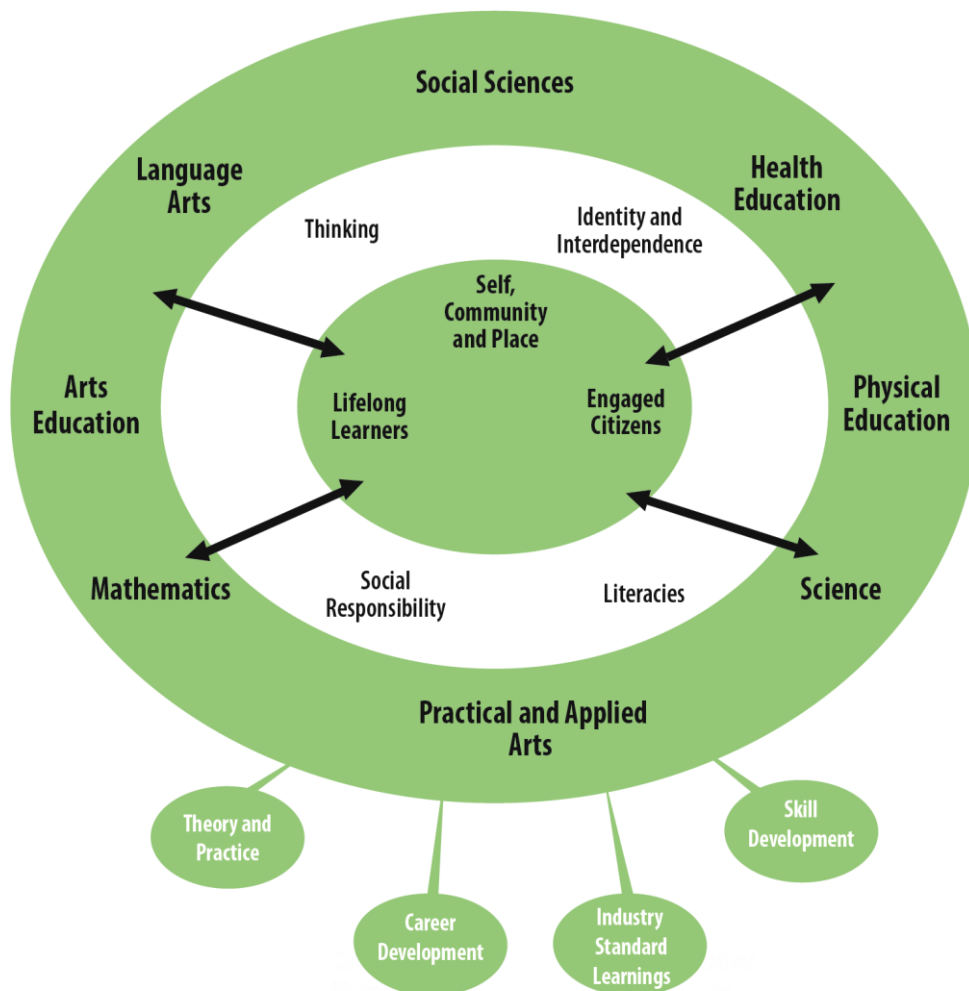 Social Sciences
Language
Arts
Health
Education
Thinking
Identity and
Interdependence
Self,
Community
and Place
Arts
Education
Lifelong
Learners
Engaged
Citizens
Physical
Education
Mathematics
Social
Responsibility
Literacies
Science
Practical and Applied
Arts
Theory and
Practice
Career
Development
Industry
Standard
Learnings
Skill
Development